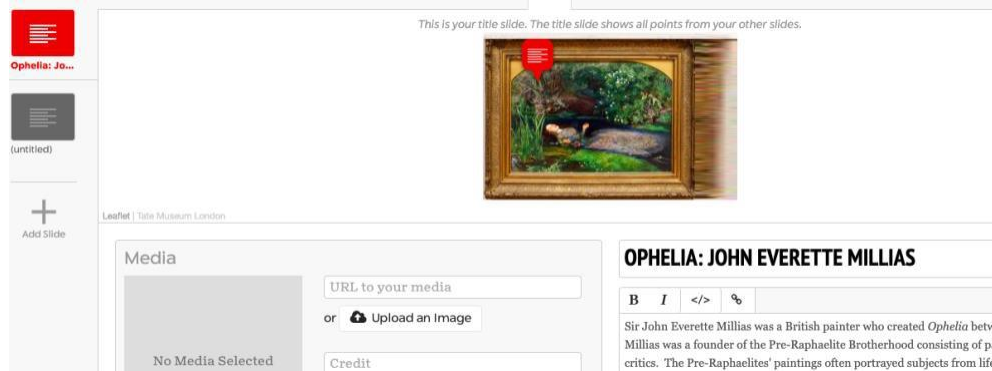 This is your title slide. The title slide shows all points from your other slides.
Ophelia: Jo...
(untitled)
Add Slide
Leaflet | Tate Museum London
Media
URL to your media
or Upload an Image
No Media Selected
Credit
OPHELIA: JOHN EVERETTE MILLIAS
B I </>
Sir John Everette Millias was a British painter who created Ophelia betw
Millias was a founder of the Pre-Raphaelite Brotherhood consisting of p
critics. The Pre-Raphaelites' paintings often portrayed subjects from life